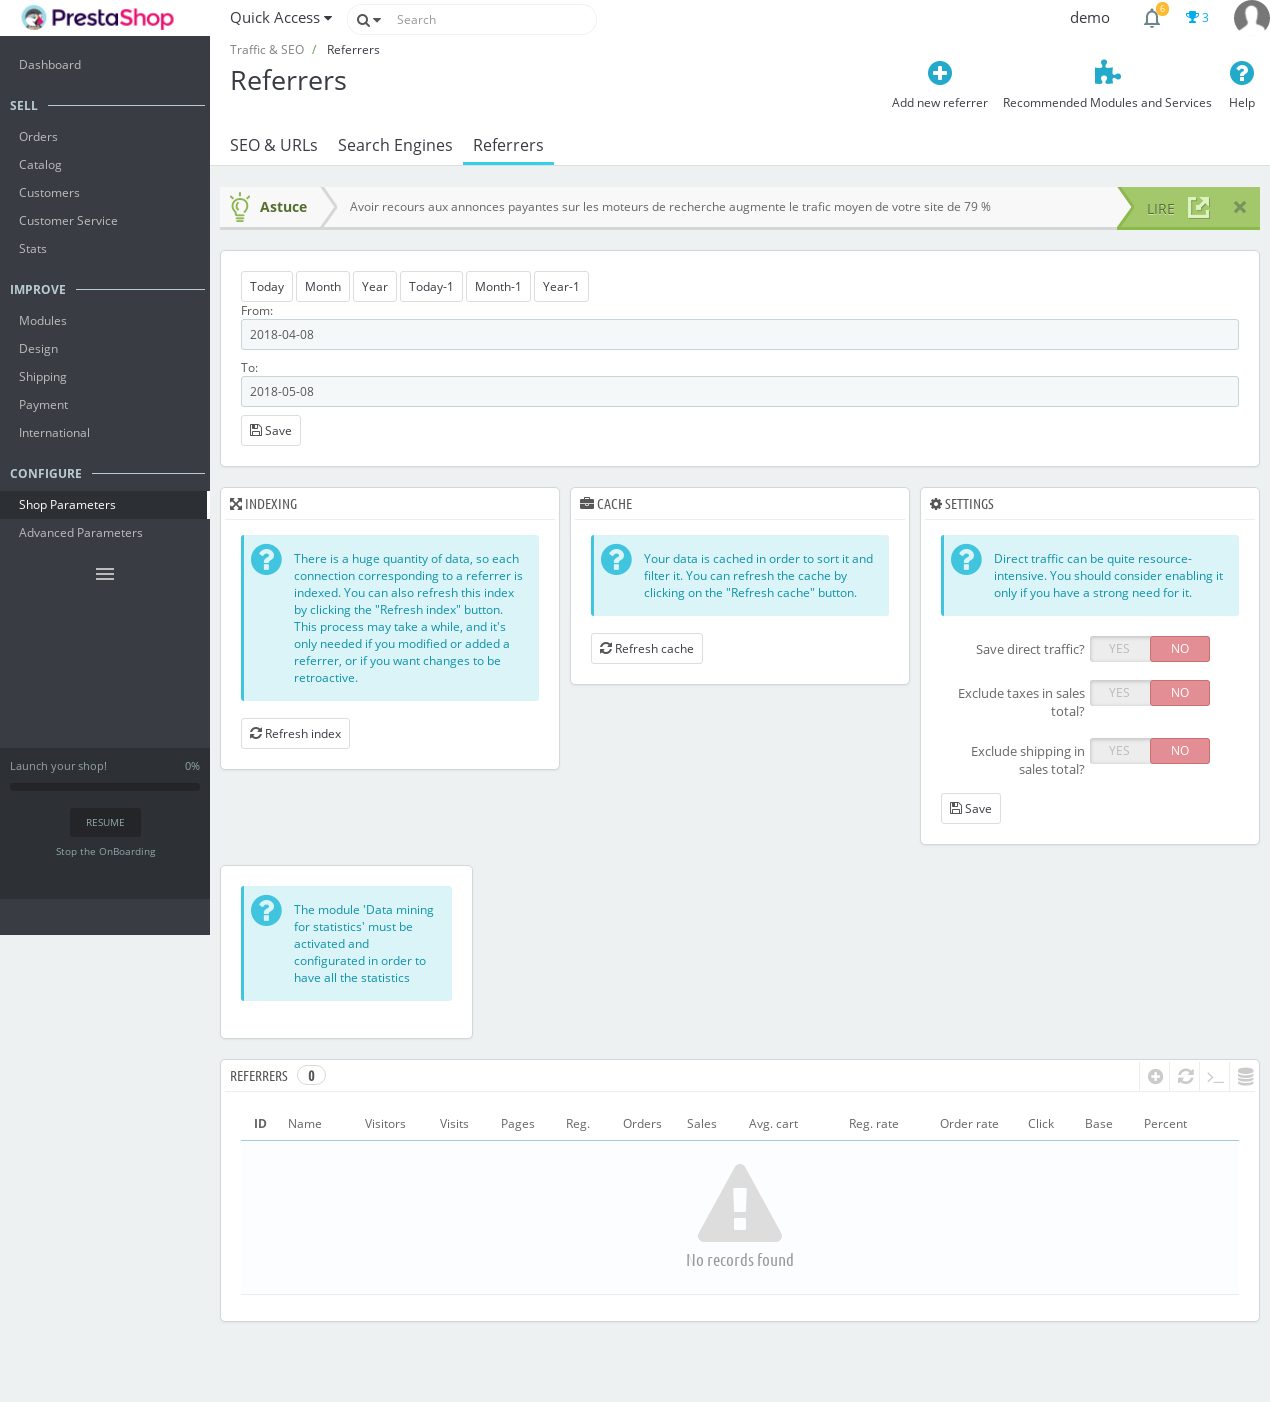 PrestaShop
Quick Access
Search
demo
6
3
Traffic & SEO / Referrers
Referrers
Add new referrer
Recommended Modules and Services
Help
SEO & URLs
Search Engines
Referrers
Dashboard
SELL
Orders
Catalog
Customers
Customer Service
Stats
IMPROVE
Modules
Design
Shipping
Payment
International
CONFIGURE
Shop Parameters
Advanced Parameters
Launch your shop! 0%
RESUME
Stop the OnBoarding
Astuce
Avoir recours aux annonces payantes sur les moteurs de recherche augmente le trafic moyen de votre site de 79 %
LIRE
Today Month Year Today-1 Month-1 Year-1
From:
2018-04-08
To:
2018-05-08
Save
INDEXING
There is a huge quantity of data, so each
connection corresponding to a referrer is
indexed. You can also refresh this index
by clicking the "Refresh index" button.
This process may take a while, and it's
only needed if you modified or added a
referrer, or if you want changes to be
retroactive.
Refresh index
CACHE
Your data is cached in order to sort it and
filter it. You can refresh the cache by
clicking on the "Refresh cache" button.
Refresh cache
SETTINGS
Direct traffic can be quite resource-
intensive. You should consider enabling it
only if you have a strong need for it.
Save direct traffic? YES NO
Exclude taxes in sales
total?
YES NO
Exclude shipping in
sales total?
YES NO
Save
The module 'Data mining
for statistics' must be
activated and
configurated in order to
have all the statistics
REFERRERS 0
ID Name Visitors Visits Pages Reg. Orders Sales Avg. cart Reg. rate Order rate Click Base Percent
No records found